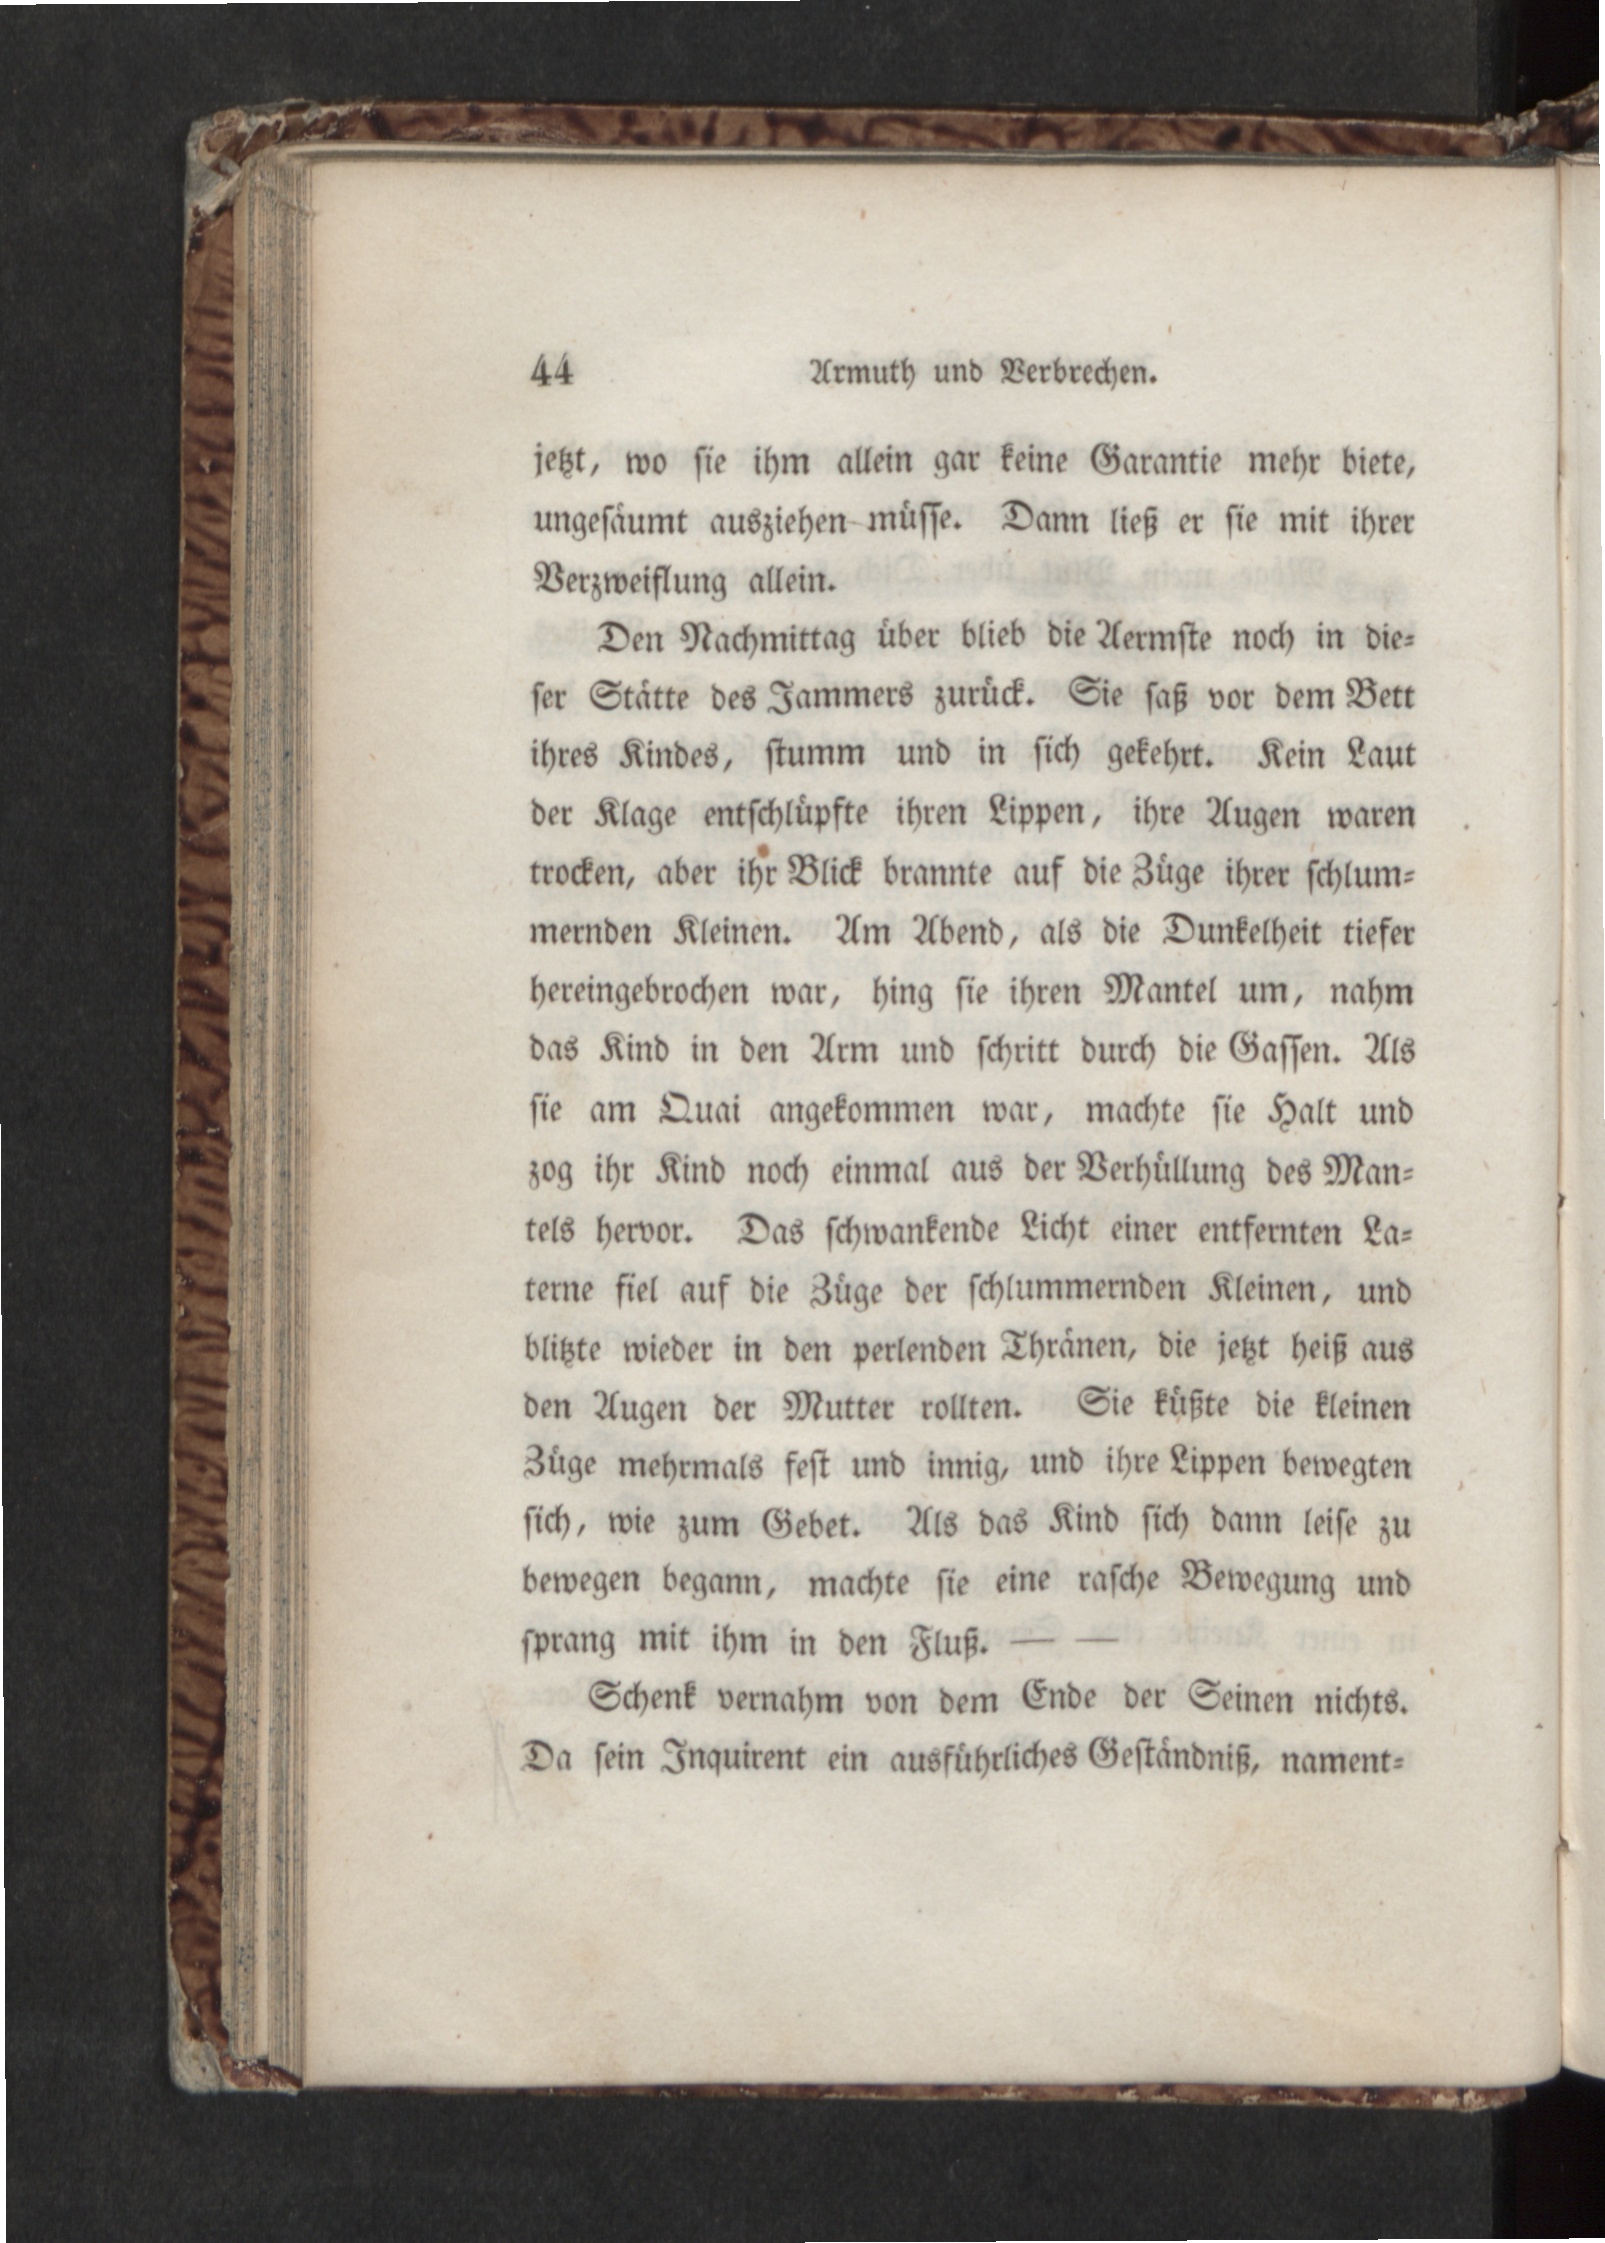 44 Armuth und Verbrechen.
jetzt, wo sie ihm allein gar keine Garantie mehr biete,
ungesäumt ausziehen müsse. Dann ließ er sie mit ihrer
Verzweiflung allein.
Den Nachmittag über blieb die Aermste noch in die-
ser Stätte des Jammers zurück. Sie saß vor dem Bett
ihres Kindes, stumm und in sich gekehrt. Kein Laut
der Klage entschlüpfte ihren Lippen, ihre Augen waren
trocken, aber ihr Blick brannte auf die Züge ihrer schlum-
mernden Kleinen. Am Abend, als die Dunkelheit tiefer
hereingebrochen war, hing sie ihren Mantel um, nahm
das Kind in den Arm und schritt durch die Gassen. Als
sie am Quai angekommen war, machte sie Halt und
zog ihr Kind noch einmal aus der Verhüllung des Man-
tels hervor. Das schwankende Licht einer entfernten La-
terne fiel auf die Züge der schlummernden Kleinen, und
blitzte wieder in den perlenden Thränen, die jetzt heiß aus
den Augen der Mutter rollten. Sie küßte die kleinen
Züge mehrmals fest und innig, und ihre Lippen bewegten
sich, wie zum Gebet. Als das Kind sich dann leise zu
bewegen begann, machte sie eine rasche Bewegung und
sprang mit ihm in den Fluß. — —
Schenk vernahm von dem Ende der Seinen nichts.
Da sein Inquirent ein ausführliches Geständniß, nament-